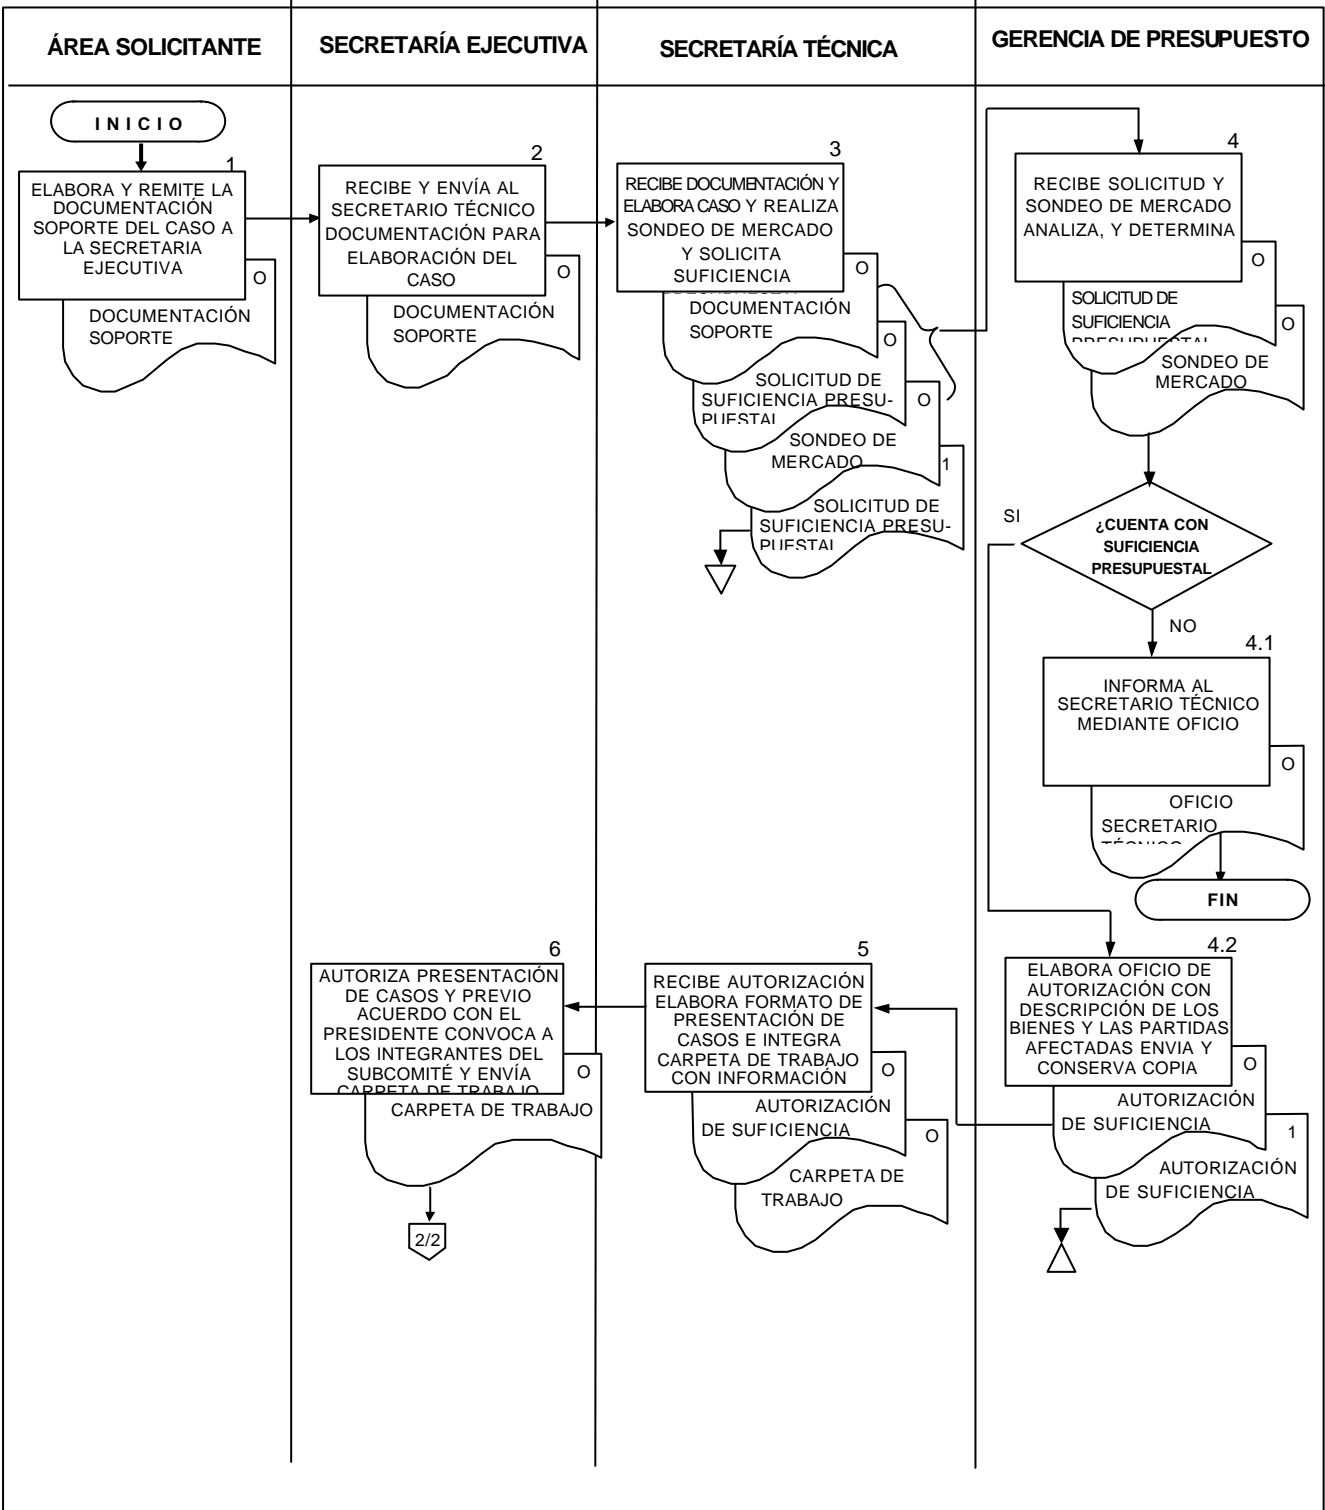 ÁREA SOLICITANTE
SECRETARÍA EJECUTIVA
SECRETARÍA TÉCNICA
GERENCIA DE PRESUPUESTO
INICIO
1
ELABORA Y REMITE LA
DOCUMENTACIÓN
SOPORTE DEL CASO A
LA SECRETARIA
EJECUTIVA
O
DOCUMENTACIÓN
SOPORTE
2
RECIBE Y ENVÍA AL
SECRETARIO TÉCNICO
DOCUMENTACIÓN PARA
ELABORACIÓN DEL
CASO
O
DOCUMENTACIÓN
SOPORTE
3
RECIBE DOCUMENTACIÓN Y
ELABORA CASO Y REALIZA
SONDEO DE MERCADO
Y SOLICITA
SUFICIENCIA
O
DOCUMENTACIÓN
SOPORTE
O
SOLICITUD DE
SUFICIENCIA PRESU-
PUESTAL
O
SONDEO DE
MERCADO
1
SOLICITUD DE
SUFICIENCIA PRESU-
PUESTAL
4
RECIBE SOLICITUD Y
SONDEO DE MERCADO
ANALIZA, Y DETERMINA
O
SOLICITUD DE
SUFICIENCIA
PRESUPUESTAL
O
SONDEO DE
MERCADO
SI
¿CUENTA CON
SUFICIENCIA
PRESUPUESTAL
NO
4.1
INFORMA AL
SECRETARIO TÉCNICO
MEDIANTE OFICIO
O
OFICIO
SECRETARIO
TÉCNICO
FIN
4.2
ELABORA OFICIO DE
AUTORIZACIÓN CON
DESCRIPCIÓN DE LOS
BIENES Y LAS PARTIDAS
AFECTADAS ENVIA Y
CONSERVA COPIA
O
AUTORIZACIÓN
DE SUFICIENCIA
1
AUTORIZACIÓN
DE SUFICIENCIA
5
RECIBE AUTORIZACIÓN
ELABORA FORMATO DE
PRESENTACIÓN DE
CASOS E INTEGRA
CARPETA DE TRABAJO
CON INFORMACIÓN
O
AUTORIZACIÓN
DE SUFICIENCIA
O
CARPETA DE
TRABAJO
6
AUTORIZA PRESENTACIÓN
DE CASOS Y PREVIO
ACUERDO CON EL
PRESIDENTE CONVOCA A
LOS INTEGRANTES DEL
SUBCOMITÉ Y ENVÍA
CARPETA DE TRABAJO
O
CARPETA DE TRABAJO
2/2